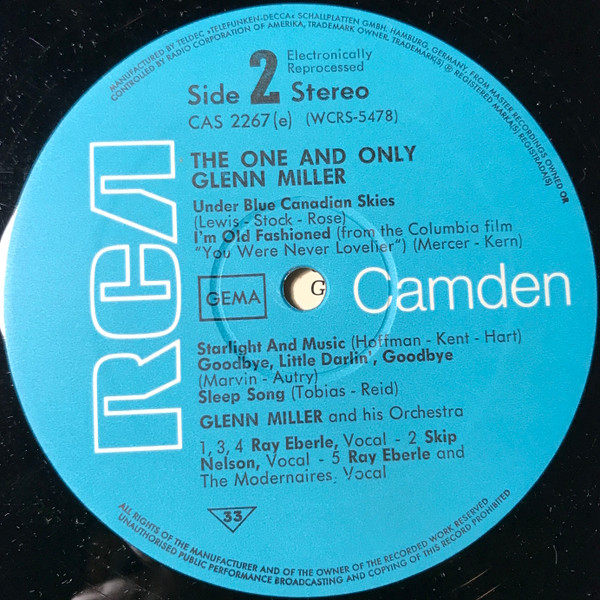 MANUFACTURED BY TELDEC »TELEFUNKEN-DECCA« SCHALLPLATTEN GMBH, HAMBURG, GERMANY, FROM MASTER RECORDINGS OWNED OR
CONTROLLED BY RADIO CORPORATION OF AMERIKA, TRADEMARK OWNER, TRADEMARK(S) ® REGISTERED MARKA(S) REGISTRADA(S)
Electronically
Reprocessed
Side 2 Stereo
CAS 2267 (e) (WCRS-5478)
THE ONE AND ONLY
GLENN MILLER
Under Blue Canadian Skies
(Lewis - Stock - Rose)
I'm Old Fashioned (from the Columbia film
"You Were Never Lovelier") (Mercer - Kern)
RCA
GEMA
G
Camden
Starlight And Music (Hoffman - Kent - Hart)
Goodbye, Little Darlin', Goodbye
(Marvin - Autry)
Sleep Song (Tobias - Reid)
GLENN MILLER and his Orchestra
1, 3, 4 Ray Eberle, Vocal - 2 Skip
Nelson, Vocal - 5 Ray Eberle and
The Modernaires, Vocal
33
ALL RIGHTS OF THE MANUFACTURER AND OF THE OWNER OF THE RECORDED WORK RESERVED
UNAUTHORISED PUBLIC PERFORMANCE BROADCASTING AND COPYING OF THIS RECORD PROHIBITED